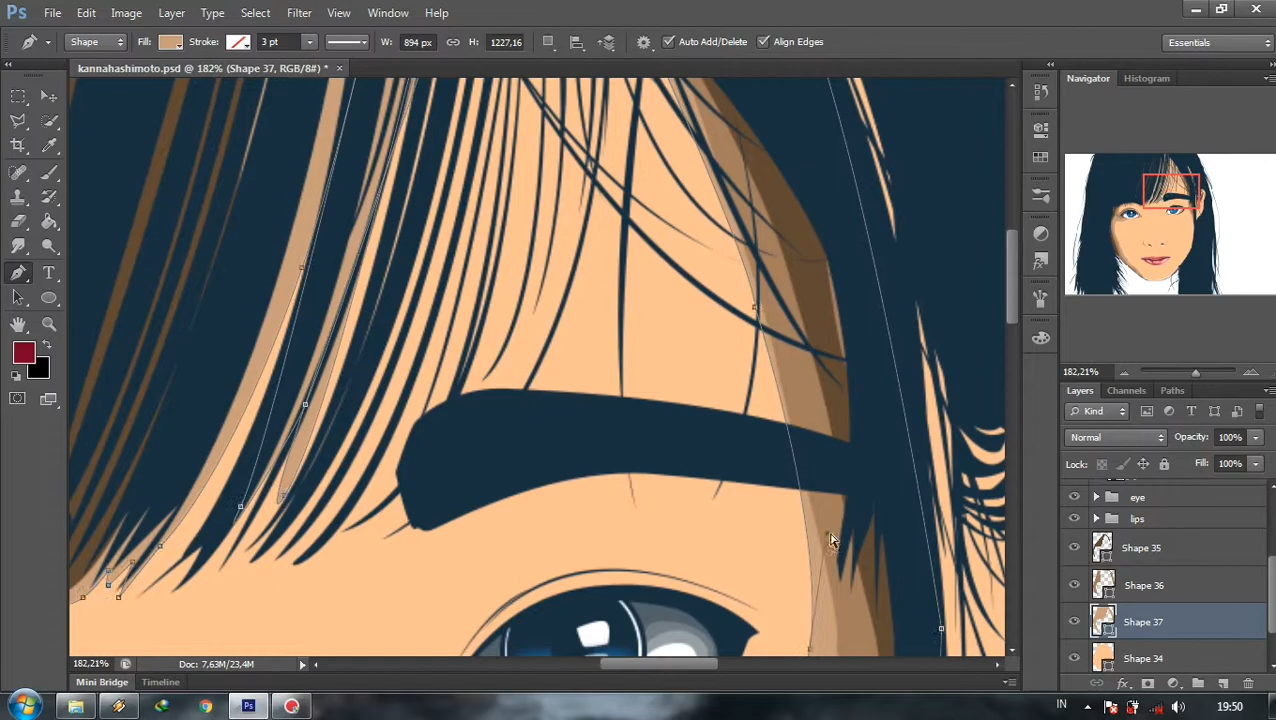 Ps File Edit Image Layer Type Select Filter View Window Help
Shape Fill: Stroke: 3 pt W: 894 px H: 1227,16 Auto Add/Delete Align Edges Essentials
kannahashimoto.psd @ 182% (Shape 37, RGB/8#) * ×
Navigator Histogram
182,21%
Layers Channels Paths
Kind
Normal Opacity: 100%
Lock: Fill: 100%
eye
lips
Shape 35
Shape 36
Shape 37
Shape 34
182,21% Doc: 7,63M/23,4M
Mini Bridge Timeline
Ps IN 19:50